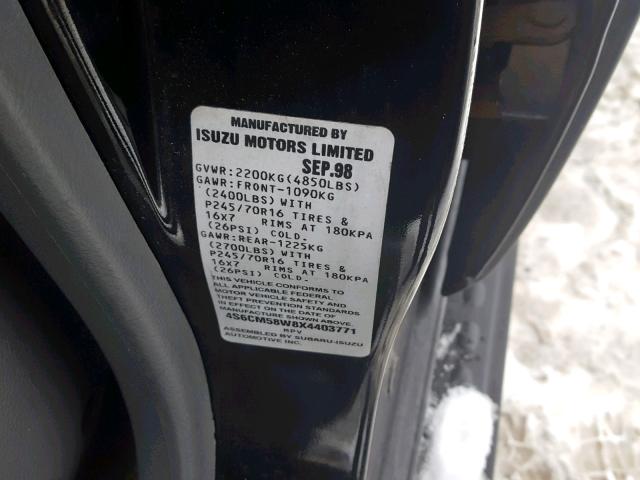 MANUFACTURED BY
ISUZU MOTORS LIMITED
SEP.98
GVWR:2200KG(4850LBS)
GAWR:FRONT-1090KG
(2400LBS) WITH
P245/70R16 TIRES &
16X7 RIMS AT 180KPA
(26PSI) COLD.
GAWR:REAR-1225KG
(2700LBS) WITH
P245/70R16 TIRES &
16X7 RIMS AT 180KPA
(26PSI) COLD.
THIS VEHICLE CONFORMS TO
ALL APPLICABLE FEDERAL
MOTOR VEHICLE SAFETY AND
THEFT PREVENTION STANDARDS
IN EFFECT ON THE DATE OF
MANUFACTURE SHOWN ABOVE.
4S6CM58W8X4403771
MPV
ASSEMBLED BY SUBARU-ISUZU
AUTOMOTIVE INC.